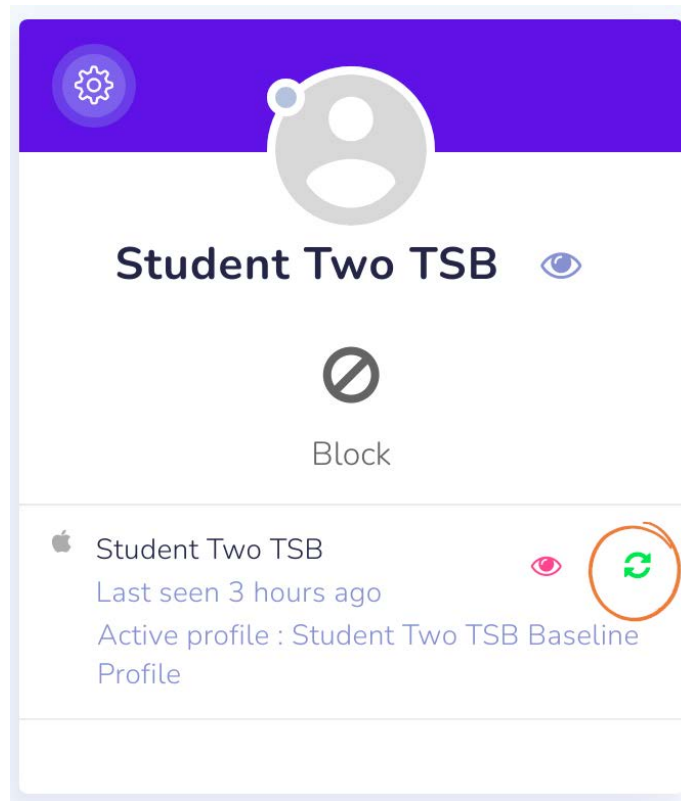 Student Two TSB
Block
Student Two TSB
Last seen 3 hours ago
Active profile : Student Two TSB Baseline
Profile